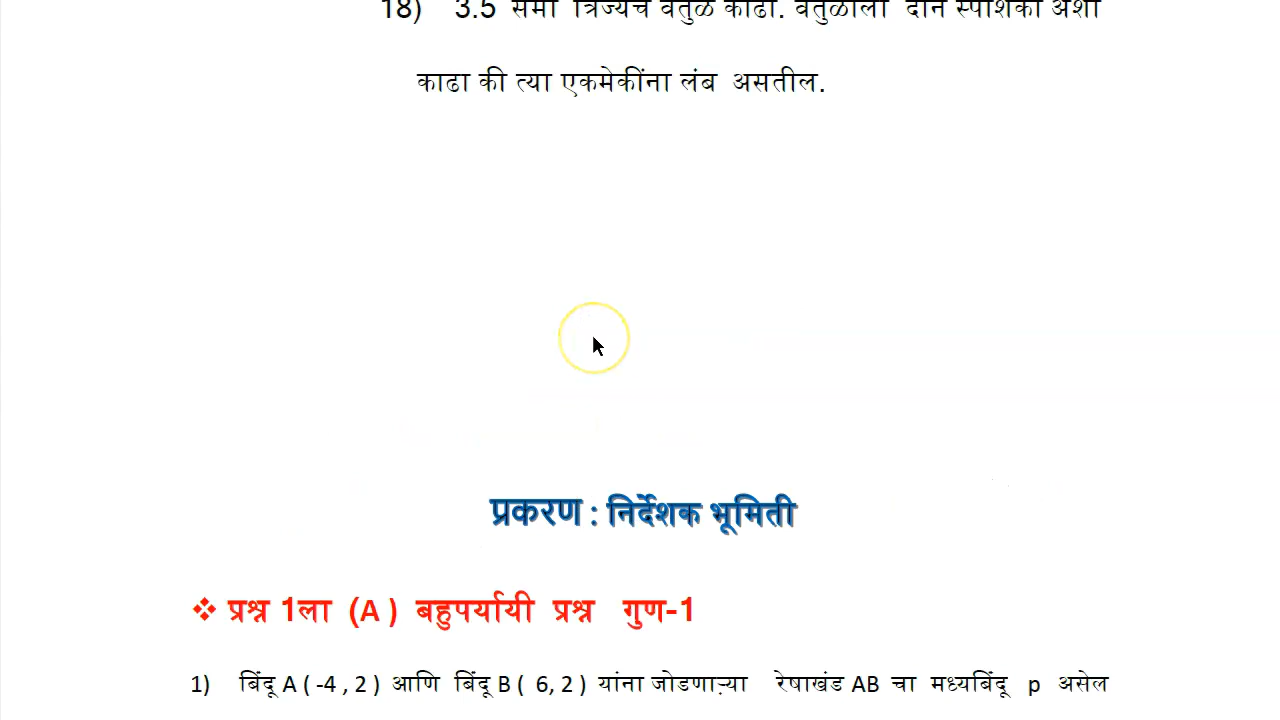 18) 3.5 सेमी त्रिज्येचे वर्तुळ काढा. वर्तुळाला दोन स्पर्शिका अशा
काढा की त्या एकमेकींना लंब असतील.
प्रकरण : निर्देशक भूमिती
❖ प्रश्न 1ला (A ) बहुपर्यायी प्रश्न गुण-1
1) बिंदू A ( -4 , 2 ) आणि बिंदू B ( 6, 2 ) यांना जोडणाऱ्या रेषाखंड AB चा मध्यबिंदू p असेल